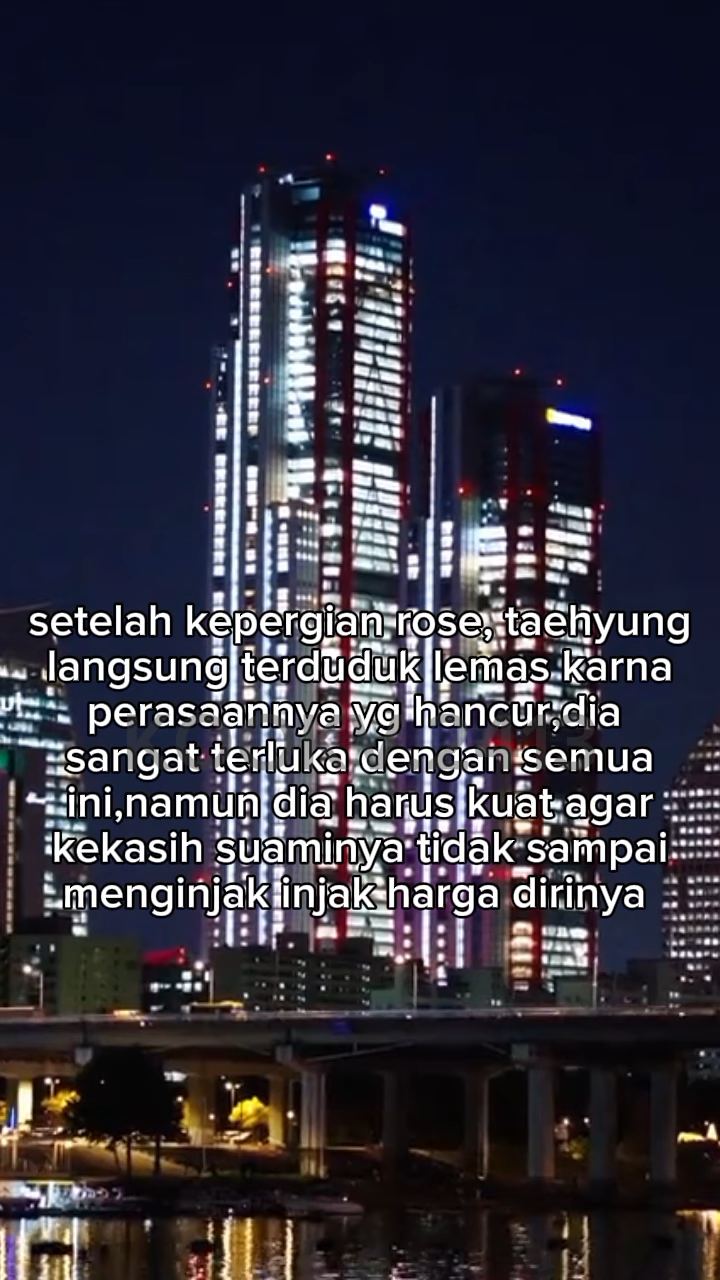 setelah kepergian rose, taehyung
langsung terduduk lemas karna
perasaannya yg hancur,dia
sangat terluka dengan semua
ini,namun dia harus kuat agar
kekasih suaminya tidak sampai
menginjak injak harga dirinya